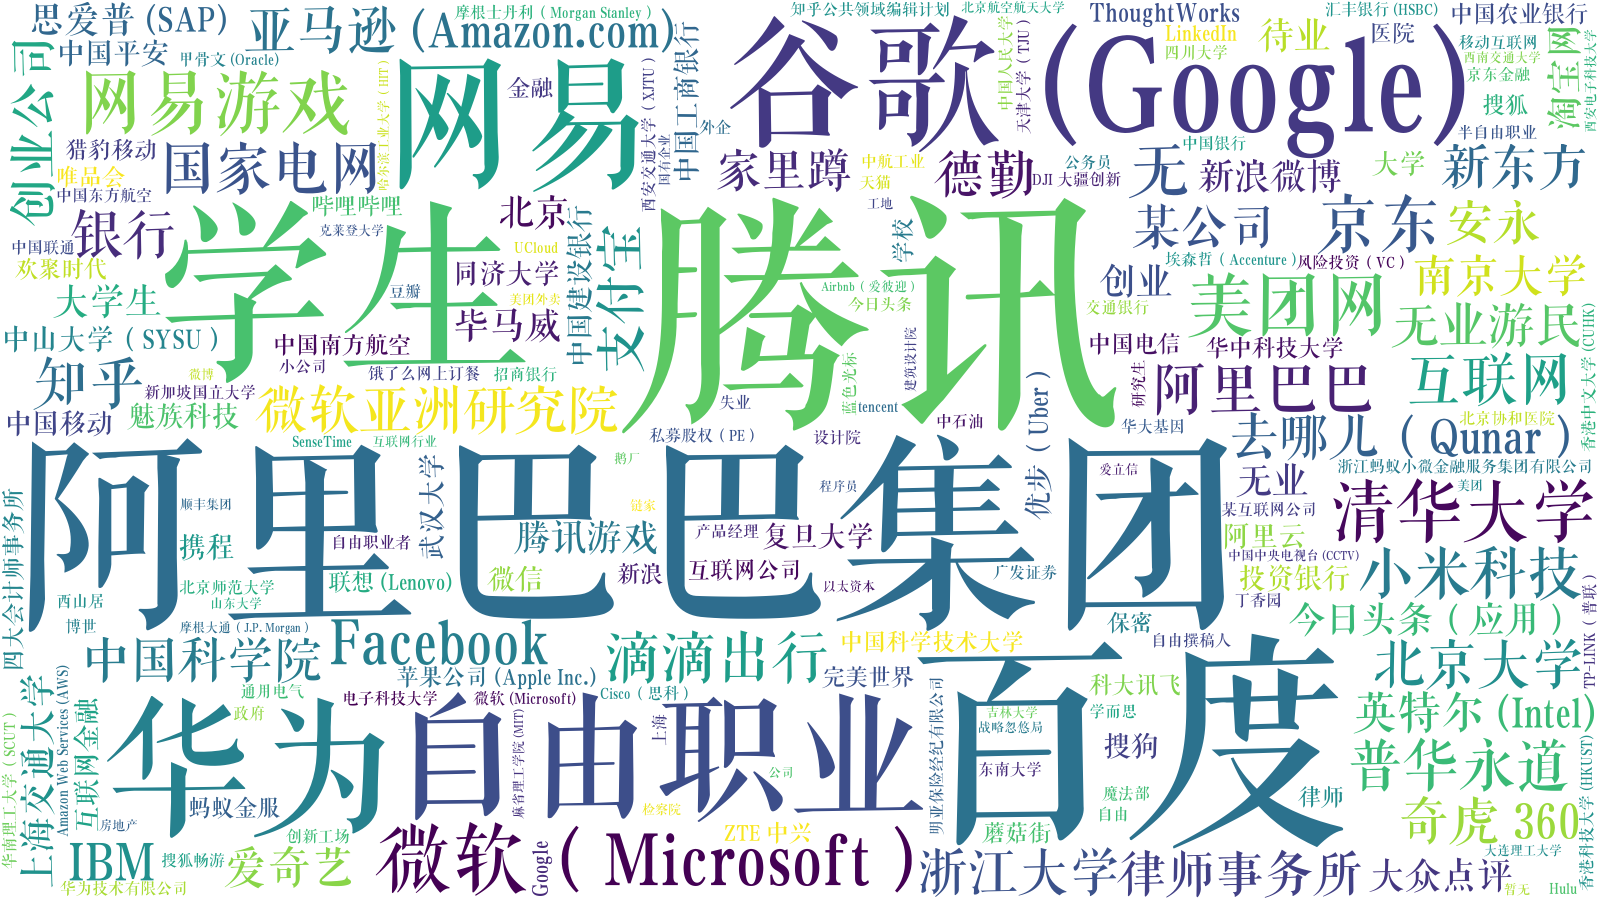 思爱普 (SAP)
亚马逊 (Amazon.com)
摩根士丹利 ( Morgan Stanley )
知乎公共领域编辑计划
北京航空航天大学
ThoughtWorks
汇丰银行 (HSBC)
中国农业银行
创业公司
中国平安
甲骨文 (Oracle)
网易游戏
网易
金融
中国工商银行
谷歌 (Google)
中国人民大学
天津大学 ( TJU )
LinkedIn
四川大学
待业
医院
移动互联网
西南交通大学
京东金融
搜狐
淘宝网
西安电子科技大学
半自由职业
猎豹移动
唯品会
国家电网
哈尔滨工业大学 ( HIT )
西安交通大学 ( XJTU )
国有企业
外企
家里蹲
中航工业
天猫
德勤
公务员
DJI 大疆创新
无
中国银行
新浪微博
大学
新东方
中国东方航空
哔哩哔哩
克莱登大学
北京
工地
银行
中国联通
欢聚时代
学生
腾讯
UCloud
同济大学
美团外卖
中国建设银行
支付宝
学校
某公司
京东
安永
埃森哲 ( Accenture )
风险投资 ( VC )
大学生
豆瓣
毕马威
Airbnb ( 爱彼迎 )
今日头条
创业
交通银行
美团网
南京大学
无业游民
香港中文大学 (CUHK)
中山大学 ( SYSU )
中国南方航空
小公司
知乎
微博
新加坡国立大学
饿了么网上订餐
招商银行
蓝色光标
建筑设计院
中国电信
华中科技大学
研究生
阿里巴巴
互联网
中国移动
魅族科技
微软亚洲研究院
失业
tencent
中石油
优步 ( Uber )
华大基因
去哪儿 ( Qunar )
北京协和医院
SenseTime
互联网行业
私募股权 ( PE )
设计院
阿里巴巴集团
武汉大学
鹅厂
程序员
爱立信
无业
浙江蚂蚁小微金融服务集团有限公司
美团
四大会计师事务所
顺丰集团
携程
自由职业者
链家
腾讯游戏
产品经理
复旦大学
某互联网公司
阿里云
清华大学
中国中央电视台 (CCTV)
北京师范大学
山东大学
联想 (Lenovo)
微信
新浪
互联网公司
以太资本
广发证券
投资银行
小米科技
丁香园
西山居
博世
摩根大通 ( J.P. Morgan )
保密
今日头条 ( 应用 )
TP-LINK ( 普联 )
中国科学院
Facebook
苹果公司 (Apple Inc.)
滴滴出行
中国科学技术大学
完美世界
自由撰稿人
北京大学
上海交通大学
华南理工大学 ( SCUT )
Amazon Web Services (AWS)
互联网金融
通用电气
政府
电子科技大学
微软 (Microsoft)
Cisco ( 思科 )
科大讯飞
学而思
英特尔 (Intel)
华为
自由职业
麻省理工学院 (MIT)
上海
公司
明亚保险经纪有限公司
吉林大学
战略忽悠局
百度
东南大学
搜狗
普华永道
香港科技大学 (HKUST)
蚂蚁金服
房地产
创新工场
检察院
魔法部
自由
律师
奇虎 360
IBM
搜狐畅游
爱奇艺
微软 ( Microsoft )
Google
ZTE 中兴
蘑菇街
大连理工大学
华为技术有限公司
浙江大学
律师事务所
大众点评
暂无
Hulu